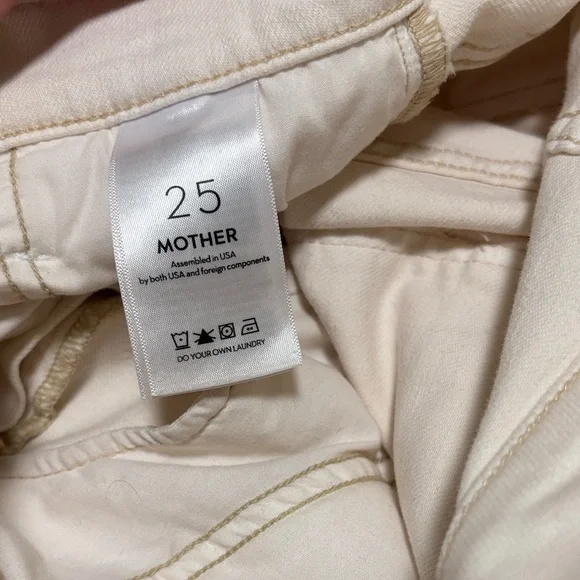 25
MOTHER
Assembled in USA
by both USA and foreign components
DO YOUR OWN LAUNDRY